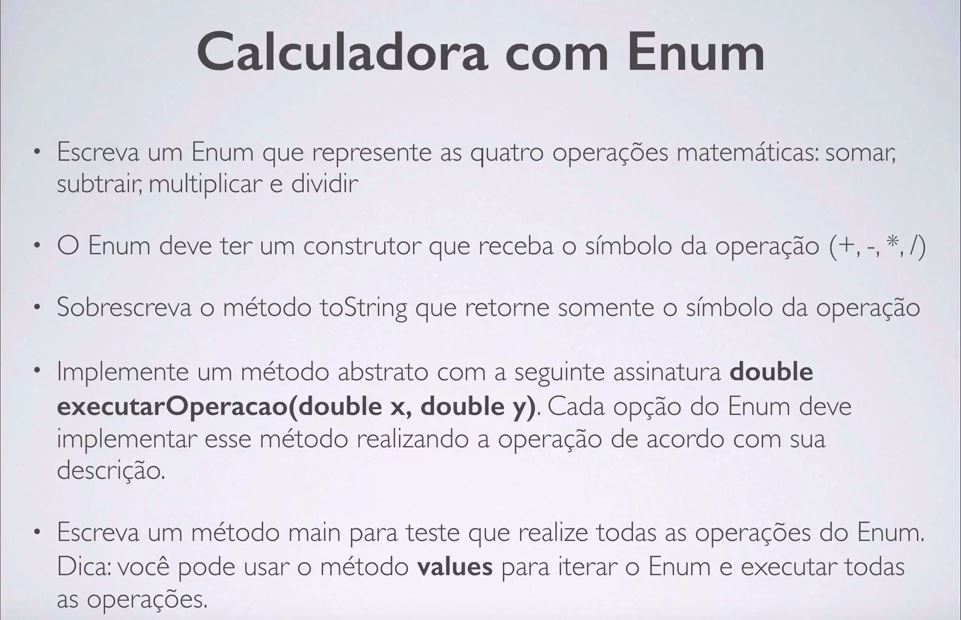 Calculadora com Enum
• Escreva um Enum que represente as quatro operações matemáticas: somar,
subtrair, multiplicar e dividir
• O Enum deve ter um construtor que receba o símbolo da operação (+, -, *, /)
• Sobrescreva o método toString que retorne somente o símbolo da operação
• Implemente um método abstrato com a seguinte assinatura double
executarOperacao(double x, double y). Cada opção do Enum deve
implementar esse método realizando a operação de acordo com sua
descrição.
• Escreva um método main para teste que realize todas as operações do Enum.
Dica: você pode usar o método values para iterar o Enum e executar todas
as operações.